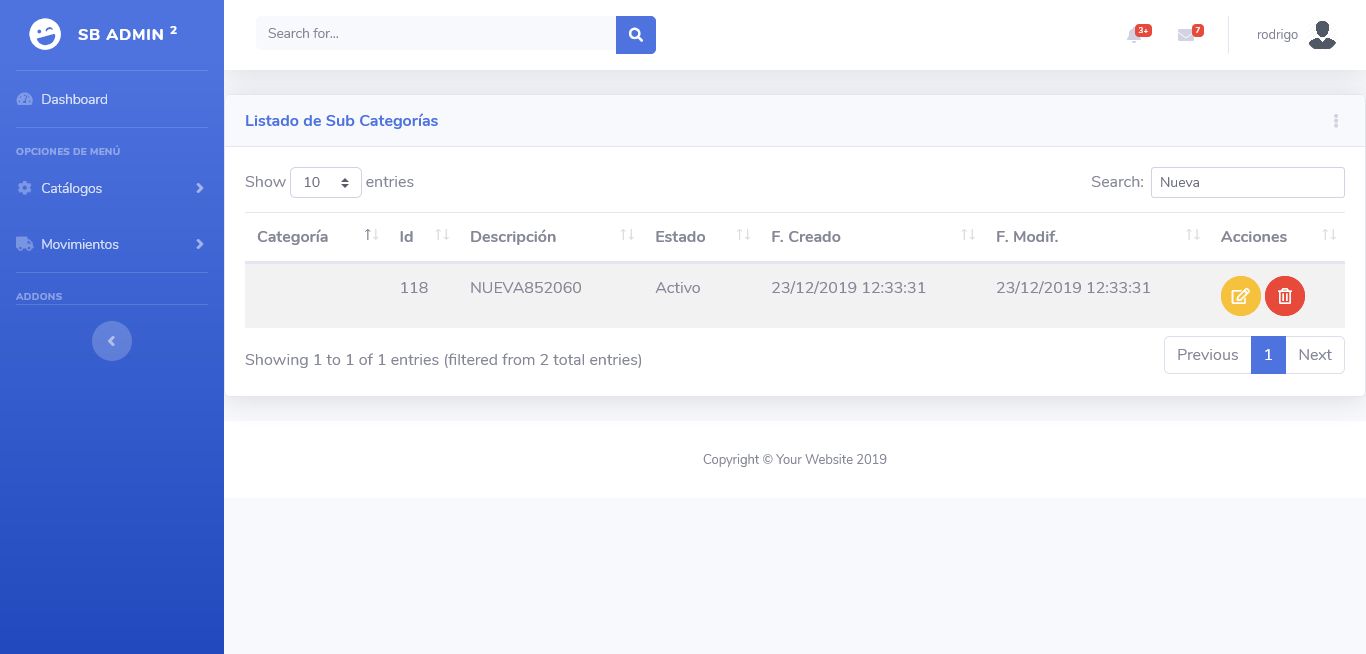 SB ADMIN 2
Search for...
3+
7
rodrigo
Dashboard
OPCIONES DE MENÚ
Catálogos
Movimientos
ADDONS
Listado de Sub Categorías
Show 10 entries
Search: Nueva
Categoría Id Descripción Estado F. Creado F. Modif. Acciones
118 NUEVA852060 Activo 23/12/2019 12:33:31 23/12/2019 12:33:31
Showing 1 to 1 of 1 entries (filtered from 2 total entries)
Previous 1 Next
Copyright © Your Website 2019